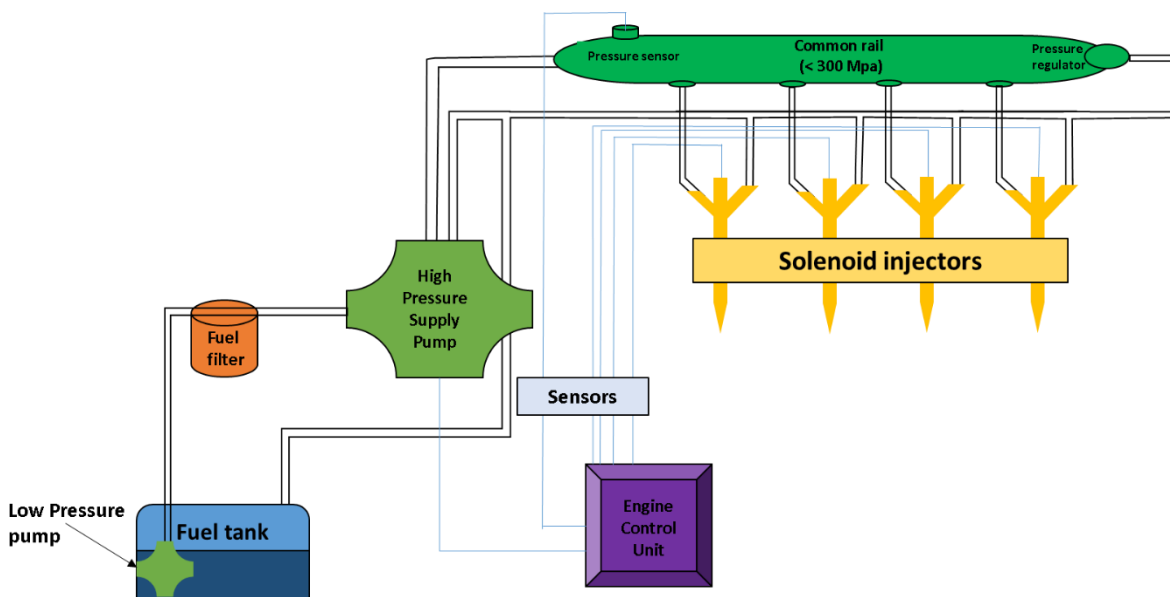 Pressure sensor
Common rail
(< 300 Mpa)
Pressure
regulator
Solenoid injectors
High
Pressure
Supply
Pump
Fuel
filter
Sensors
Engine
Control
Unit
Low Pressure
pump
Fuel tank